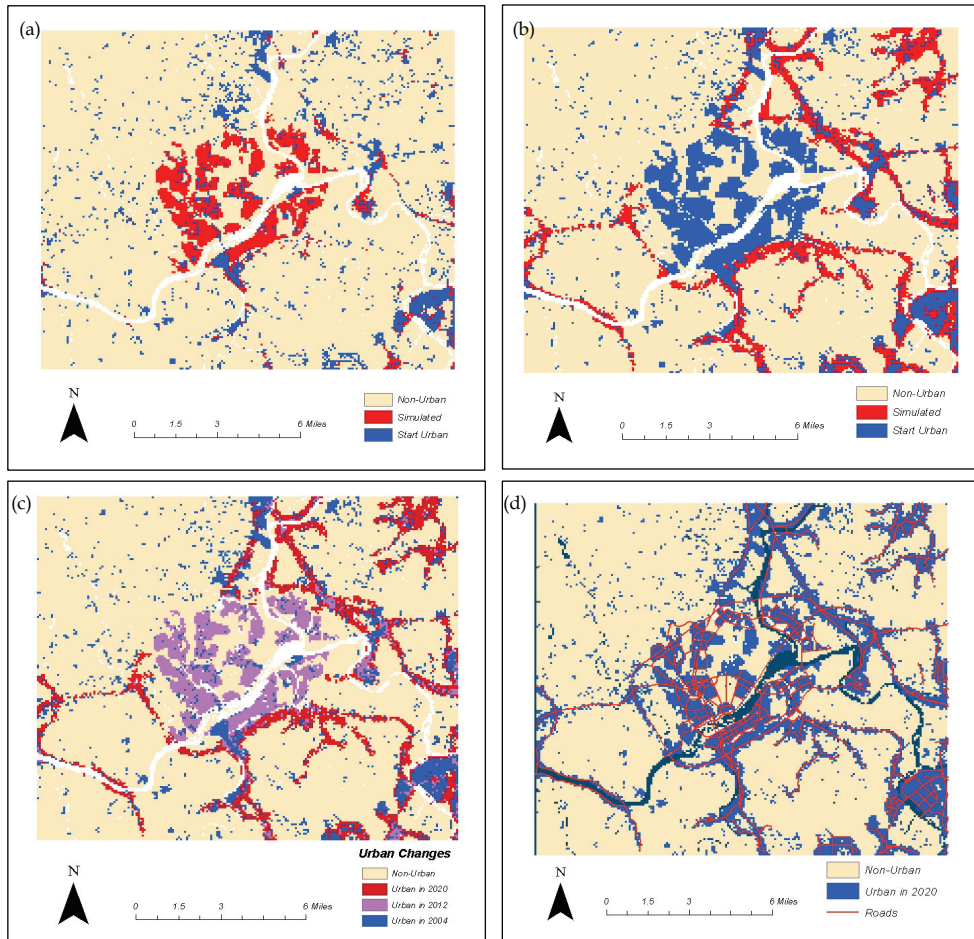 (a)
N
0 1.5 3 6 Miles
Non-Urban
Simulated
Start Urban
(b)
N
0 1.5 3 6 Miles
Non-Urban
Simulated
Start Urban
(c)
N
0 1.5 3 6 Miles
Urban Changes
Non-Urban
Urban in 2020
Urban in 2012
Urban in 2004
(d)
N
0 1.5 3 6 Miles
Non-Urban
Urban in 2020
Roads